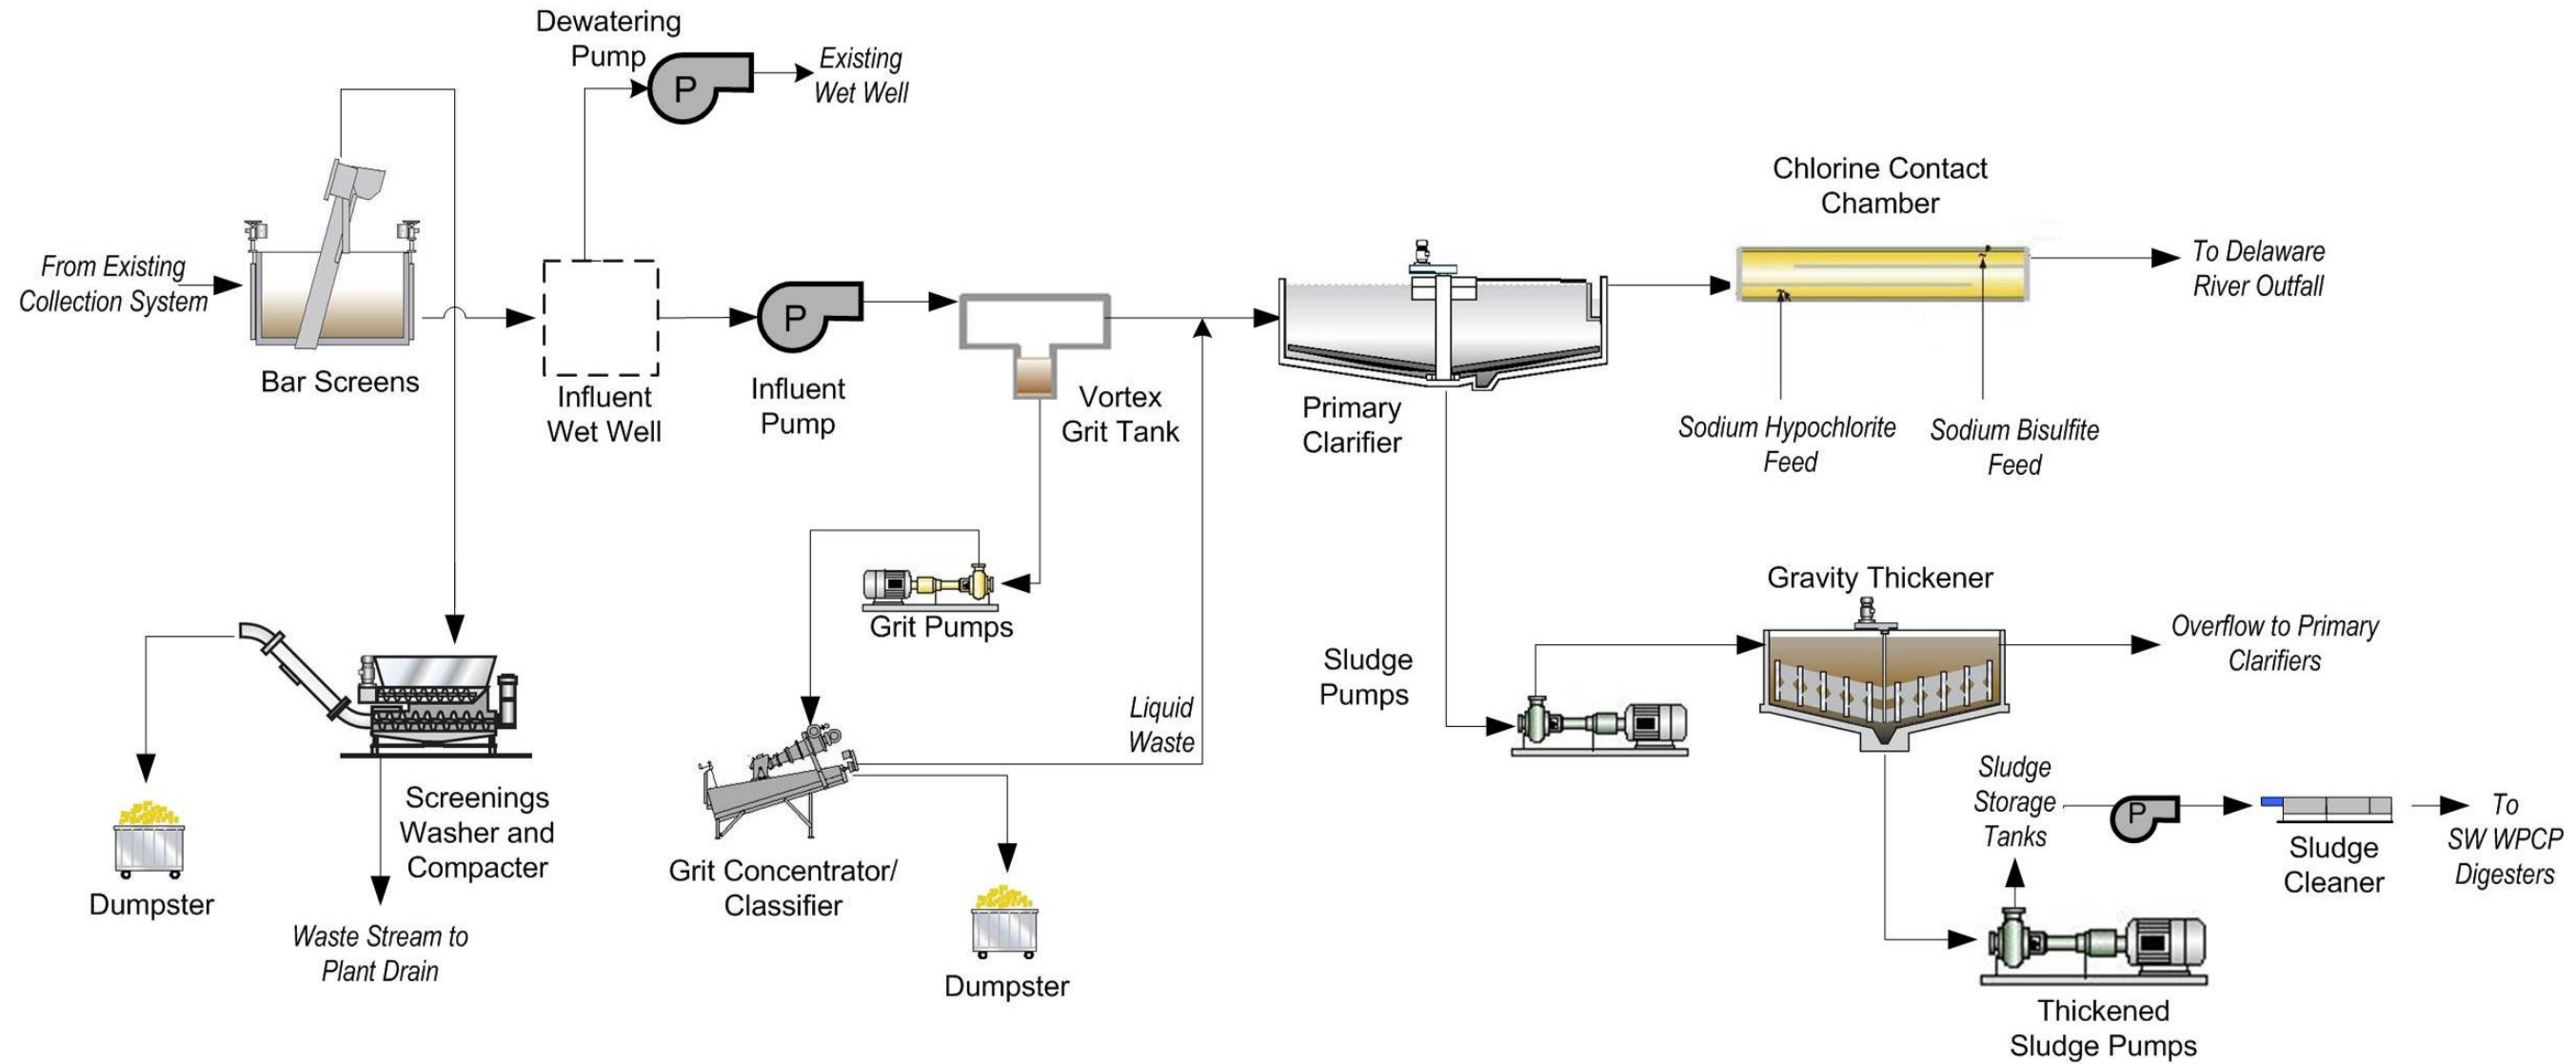 Dewatering
Pump
P
Existing
Wet Well
From Existing
Collection System
Bar Screens
Influent
Wet Well
P
Influent
Pump
Vortex
Grit Tank
Primary
Clarifier
Chlorine Contact
Chamber
To Delaware
River Outfall
Sodium Hypochlorite
Feed
Sodium Bisulfite
Feed
Grit Pumps
Liquid
Waste
Sludge
Pumps
Gravity Thickener
Overflow to Primary
Clarifiers
Screenings
Washer and
Compacter
Dumpster
Waste Stream to
Plant Drain
Grit Concentrator/
Classifier
Dumpster
Sludge
Storage
Tanks
P
Sludge
Cleaner
To
SW WPCP
Digesters
Thickened
Sludge Pumps